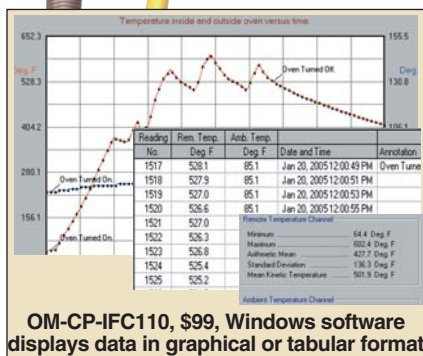 Temperature inside and outside oven versus time.
652.3
155.5
Deg. F
Deg.
528.3
130.8
Oven Turned Off.
404.2
106.1
280.1
Oven Turned On.
156.1
Oven Turned On.
Reading Rem. Temp. Amb. Temp.
No. Deg. F Deg. F Date and Time Annotation
1517 528.1 85.1 Jan 20, 2005 12:00:49 PM Oven Turne
1518 527.9 85.1 Jan 20, 2005 12:00:51 PM
1519 527.0 85.1 Jan 20, 2005 12:00:53 PM
1520 526.6 85.1 Jan 20, 2005 12:00:55 PM
1521 527.0
1522 526.3
1523 526.8
1524 525.4
1525 525.2
Remote Temperature Channel
Minimum 64.4 Deg. F
Maximum 602.4 Deg. F
Arithmetic Mean 427.7 Deg. F
Standard Deviation 136.3 Deg. F
Mean Kinetic Temperature 501.9 Deg. F
Ambient Temperature Channel
OM-CP-IFC110, $99, Windows software
displays data in graphical or tabular format